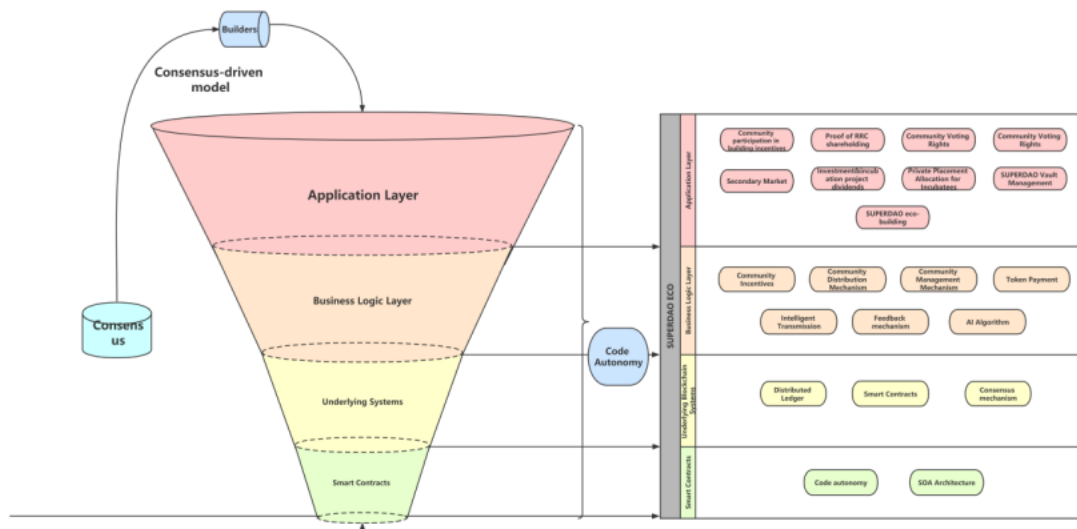 Builders
Consensus-driven
model
Consens
us
Application Layer
Business Logic Layer
Underlying Systems
Smart Contracts
Code
Autonomy
SUPERDAO ECO
Application Layer
Community
participation in
building incentives
Proof of RRC
shareholding
Community Voting
Rights
Community Voting
Rights
Secondary Market
Investment&incub
ation project
dividends
Private Placement
Allocation for
Incubatees
SUPERDAO Vault
Management
SUPERDAO eco-
building
Business Logic Layer
Community
Incentives
Community
Distribution
Mechanism
Community
Management
Mechanism
Token Payment
Intelligent
Transmission
Feedback
mechanism
AI Algorithm
Underlying Blockchain
Systems
Distributed
Ledger
Smart Contracts
Consensus
mechanism
Smart Contracts
Code autonomy
SOA Architecture